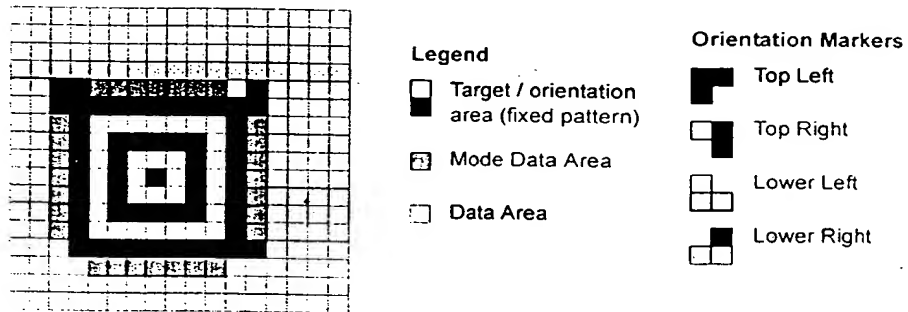 Legend
Target / orientation
area (fixed pattern)
Mode Data Area
Data Area
Orientation Markers
Top Left
Top Right
Lower Left
Lower Right